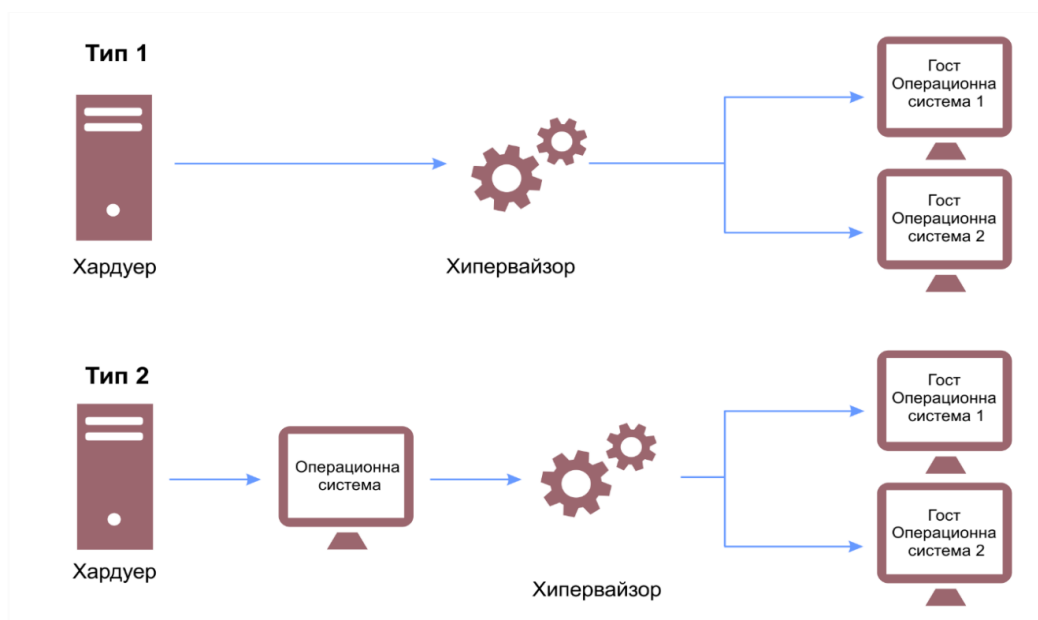 Тип 1
Гост
Операционна
система 1
Гост
Операционна
система 2
Хардуер
Хипервайзор
Тип 2
Гост
Операционна
система 1
Операционна
система
Гост
Операционна
система 2
Хардуер
Хипервайзор